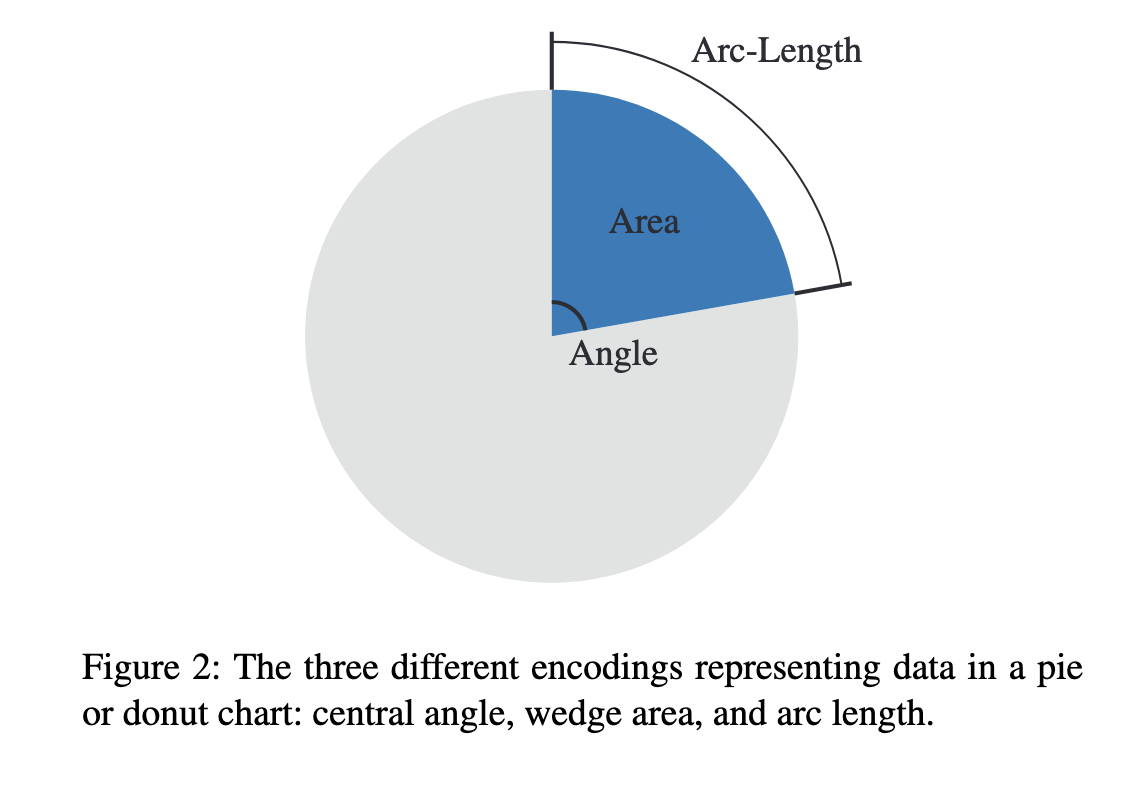 Arc-Length
Area
Angle
Figure 2: The three different encodings representing data in a pie
or donut chart: central angle, wedge area, and arc length.